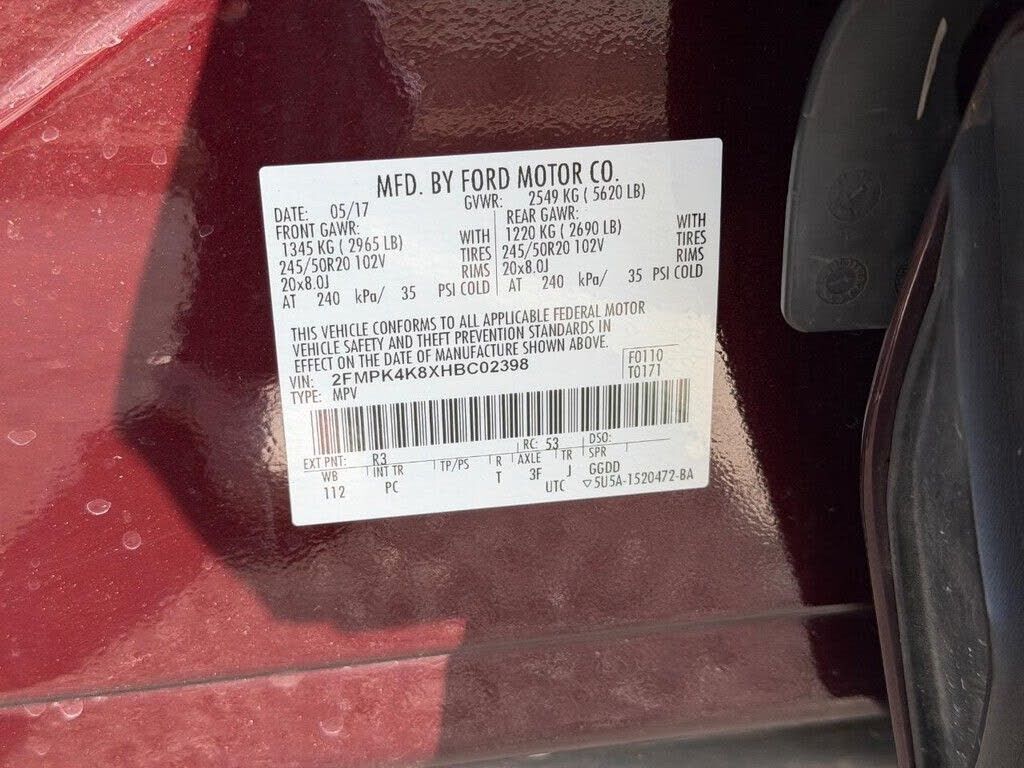 MFD. BY FORD MOTOR CO.
DATE: 05/17 GVWR: 2549 KG ( 5620 LB)
FRONT GAWR: REAR GAWR:
1345 KG ( 2965 LB) WITH 1220 KG ( 2690 LB) WITH
245/50R20 102V TIRES 245/50R20 102V TIRES
20x8.0J RIMS 20x8.0J RIMS
AT 240 kPa/ 35 PSI COLD AT 240 kPa/ 35 PSI COLD
THIS VEHICLE CONFORMS TO ALL APPLICABLE FEDERAL MOTOR
VEHICLE SAFETY AND THEFT PREVENTION STANDARDS IN
EFFECT ON THE DATE OF MANUFACTURE SHOWN ABOVE.
VIN: 2FMPK4K8XHBC02398 F0110
TYPE: MPV T0171
EXT PNT: R3 RC: 53 DSO:
WB INT TR TP/PS R AXLE TR SPR
112 PC T 3F J GGDD
UTC ▽5U5A-1520472-BA